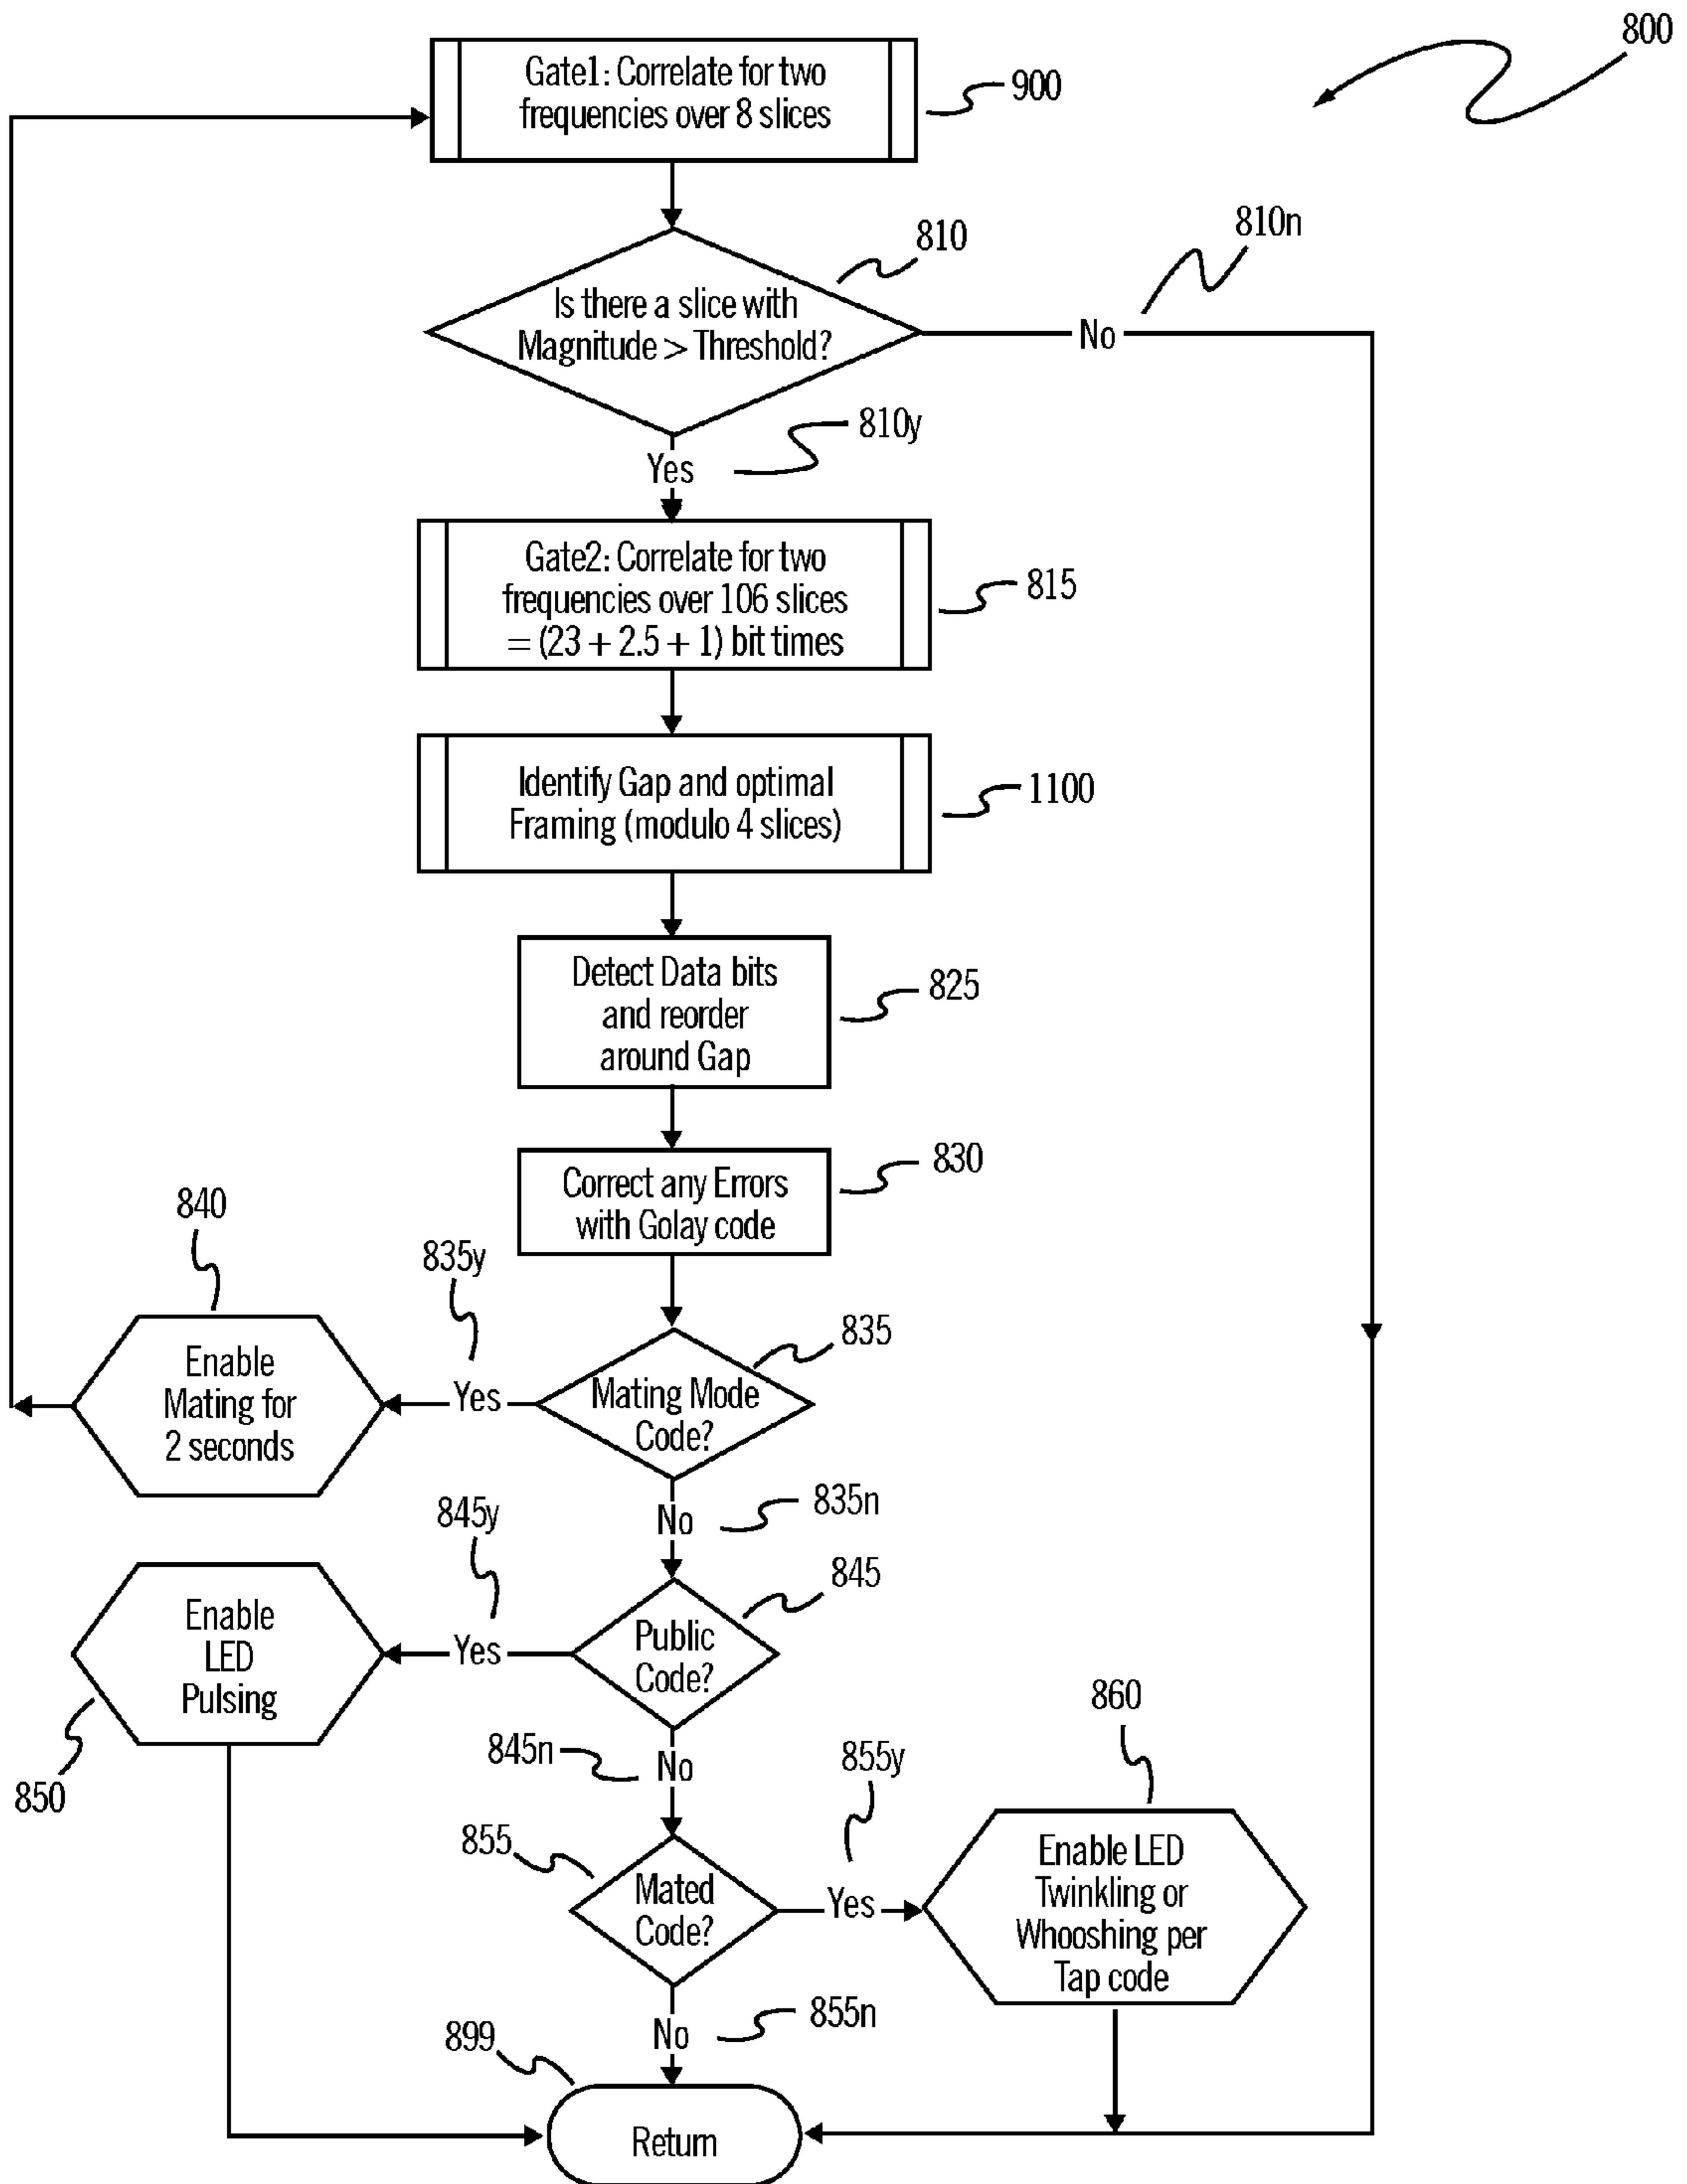 800
Gate1: Correlate for two
frequencies over 8 slices
900
810
810n
Is there a slice with
Magnitude > Threshold?
No
810y
Yes
Gate2: Correlate for two
frequencies over 106 slices
= (23 + 2.5 + 1) bit times
815
Identify Gap and optimal
Framing (modulo 4 slices)
1100
Detect Data bits
and reorder
around Gap
825
Correct any Errors
with Golay code
830
840
835y
835
Enable
Mating for
2 seconds
Yes
Mating Mode
Code?
845y
No
835n
845
Enable
LED
Pulsing
Yes
Public
Code?
850
845n
No
855y
860
855
Mated
Code?
Yes
Enable LED
Twinkling or
Whooshing per
Tap code
No
855n
899
Return